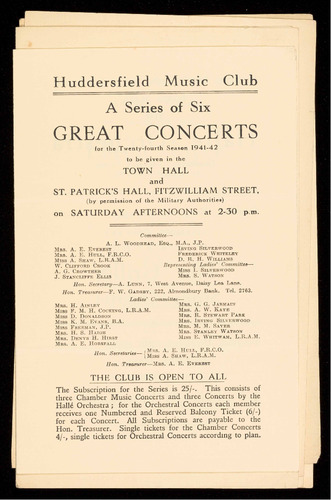 Huddersfield Music Club
A Series of Six
GREAT CONCERTS
for the Twenty-fourth Season 1941-42
to be given in the
TOWN HALL
and
ST. PATRICK'S HALL, FITZWILLIAM STREET,
(by permission of the Military Authorities)
on SATURDAY AFTERNOONS at 2-30 p.m.
Committee—
A. L. WOODHEAD, ESQ., M.A., J.P.
MRS. A. E. EVEREST
MRS. A. E. HULL, F.R.C.O.
MISS A. SHAW, L.R.A.M.
W. CLIFFORD CROOK
A. G. CROWTHER
J. STANCLIFFE ELLIS
IRVING SILVERWOOD
FREDERICK WHITELEY
D. R. H. WILLIAMS
Representing Ladies' Committee—
MISS I. SILVERWOOD
MRS. S. WATSON
Hon. Secretary—A. LUNN, 7, West Avenue, Daisy Lea Lane.
Hon. Treasurer—F. W. GADSBY, 222, Almondbury Bank. Tel. 2763.
Ladies' Committee—
MRS. H. AINLEY
MISS F. M. H. COCKING, L.R.A.M.
MISS D. DONALDSON
MISS K. M. EVANS, B.A.
MISS FREEMAN, J.P.
MRS. H. S. HAIGH
MRS. DENYS H. HIRST
MRS. A. E. HORSFALL
MRS. G. G. JARMAIN
MRS. A. W. KAYE
MRS. E. STEWART PARK
MRS. IRVING SILVERWOOD
MRS. M. M. SAYER
MRS. STANLEY WATSON
MISS E. WHITWAM, L.R.A.M.
Hon. Secretaries— MRS. A. E. HULL, F.R.C.O.
MISS A. SHAW, L.R.A.M.
Hon. Treasurer—MRS. A. E. EVEREST
THE CLUB IS OPEN TO ALL
The Subscription for the Series is 25/-. This consists of
three Chamber Music Concerts and three Concerts by the
Hallé Orchestra; for the Orchestral Concerts each member
receives one Numbered and Reserved Balcony Ticket (6/-)
for each Concert. All Subscriptions are payable to the
Hon. Treasurer. Single tickets for the Chamber Concerts
4/-, single tickets for Orchestral Concerts according to plan.